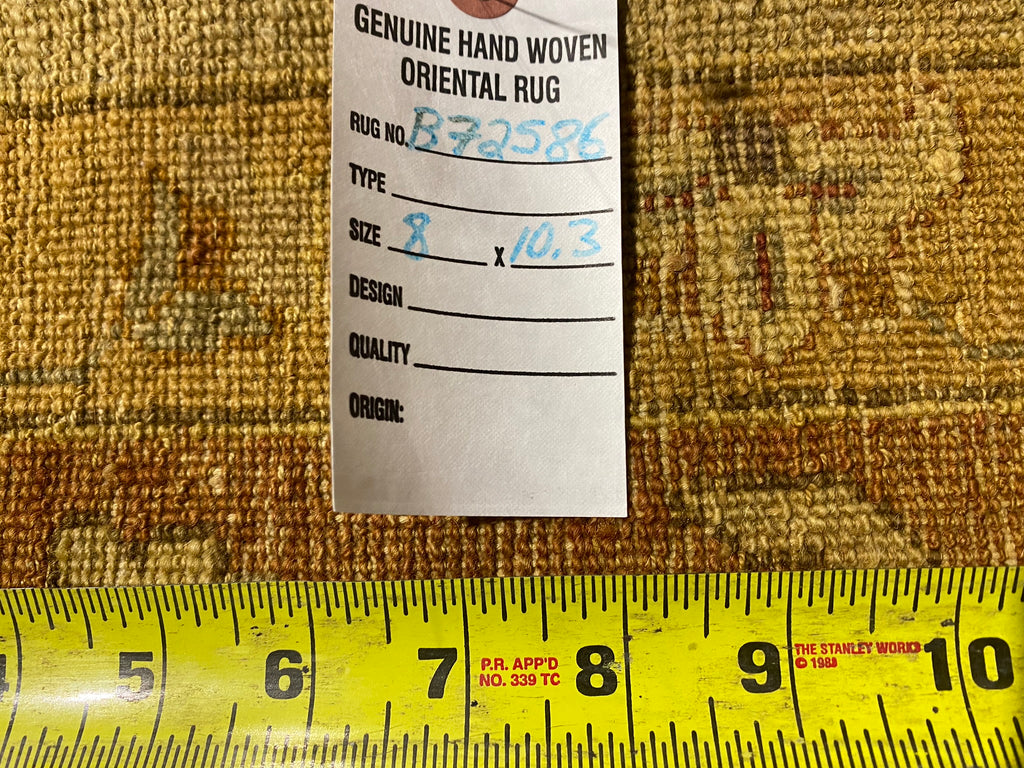 GENUINE HAND WOVEN
ORIENTAL RUG
RUG NO. B72586
TYPE
SIZE 8 X 10.3
DESIGN
QUALITY
ORIGIN:
4 5 6 7 P.R. APP'D 8 9 THE STANLEY WORKS 10
NO. 339 TC © 1980